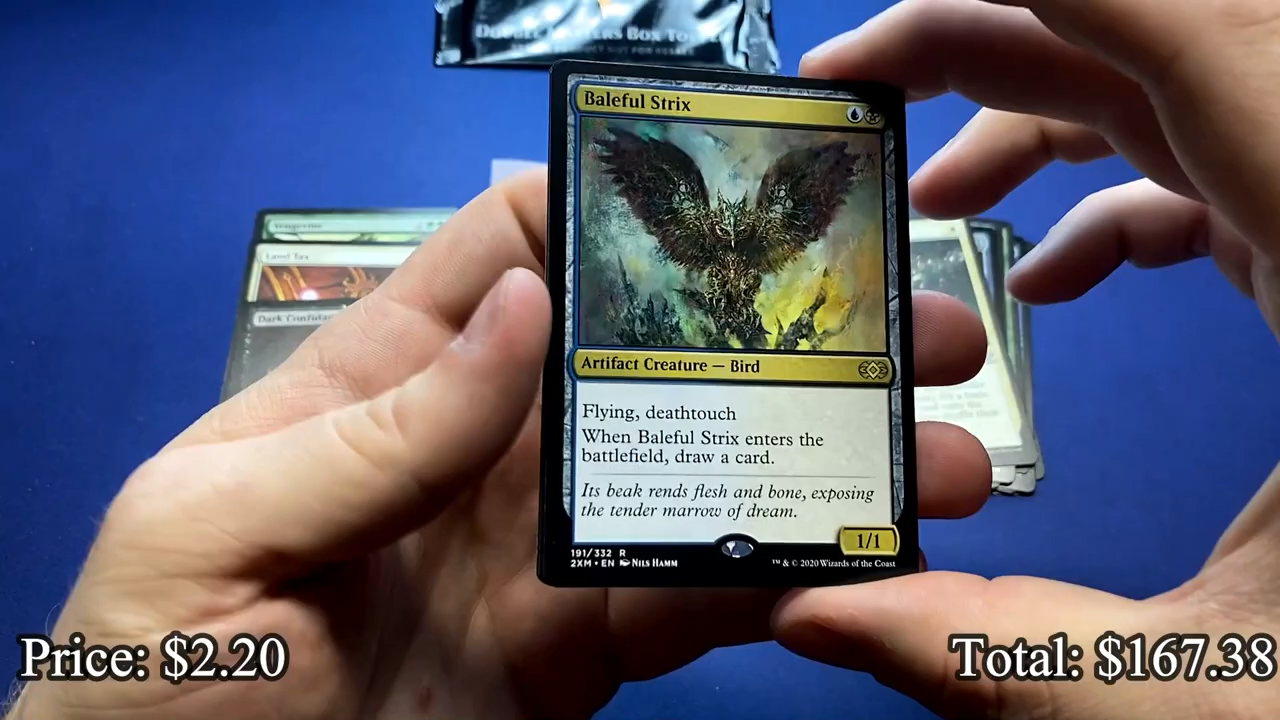 Baleful Strix
Land Tax
Dark Confidant
Artifact Creature — Bird
Flying, deathtouch
When Baleful Strix enters the
battlefield, draw a card.
Its beak rends flesh and bone, exposing
the tender marrow of dream.
1/1
191/332 R
2XM • EN Nils Hamm
™ & © 2020 Wizards of the Coast
Price: $2.20
Total: $167.38